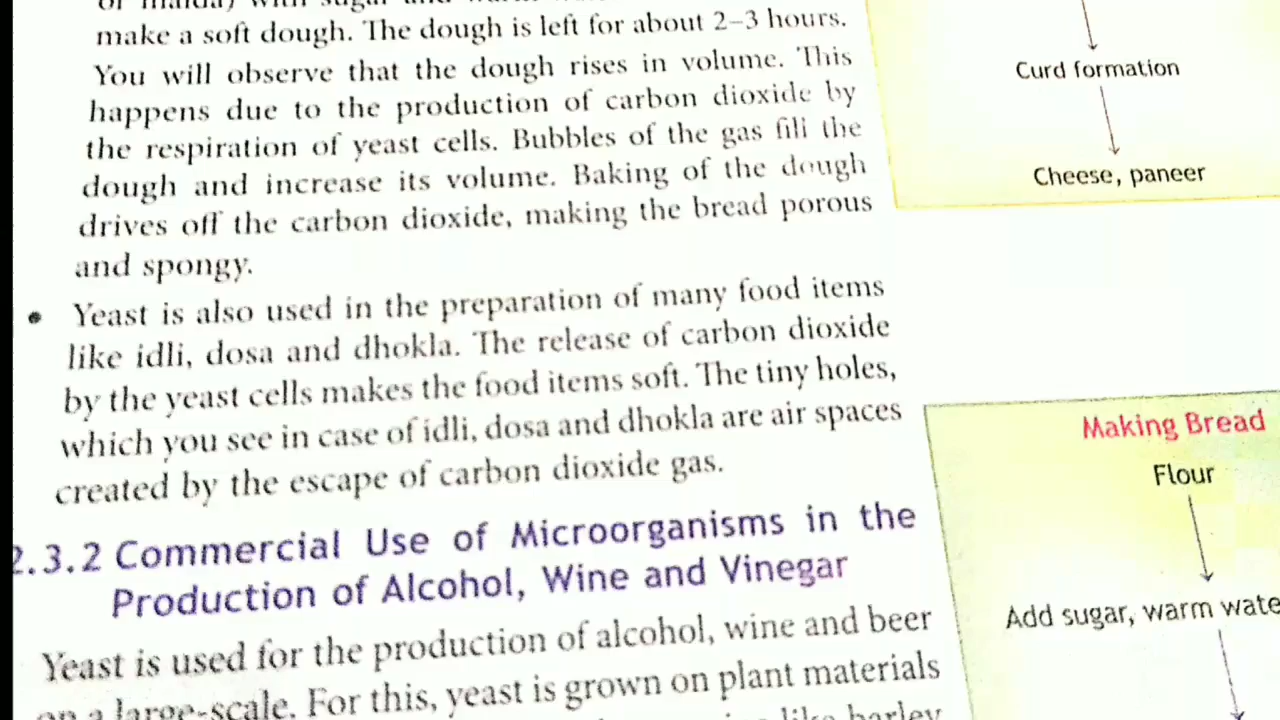 make a soft dough. The dough is left for about 2–3 hours.
You will observe that the dough rises in volume. This
happens due to the production of carbon dioxide by
the respiration of yeast cells. Bubbles of the gas fill the
dough and increase its volume. Baking of the dough
drives off the carbon dioxide, making the bread porous
and spongy.
• Yeast is also used in the preparation of many food items
like idli, dosa and dhokla. The release of carbon dioxide
by the yeast cells makes the food items soft. The tiny holes,
which you see in case of idli, dosa and dhokla are air spaces
created by the escape of carbon dioxide gas.
2.3.2 Commercial Use of Microorganisms in the
Production of Alcohol, Wine and Vinegar
Yeast is used for the production of alcohol, wine and beer
on a large-scale. For this, yeast is grown on plant materials
like barley
Curd formation
Cheese, paneer
Making Bread
Flour
Add sugar, warm wate